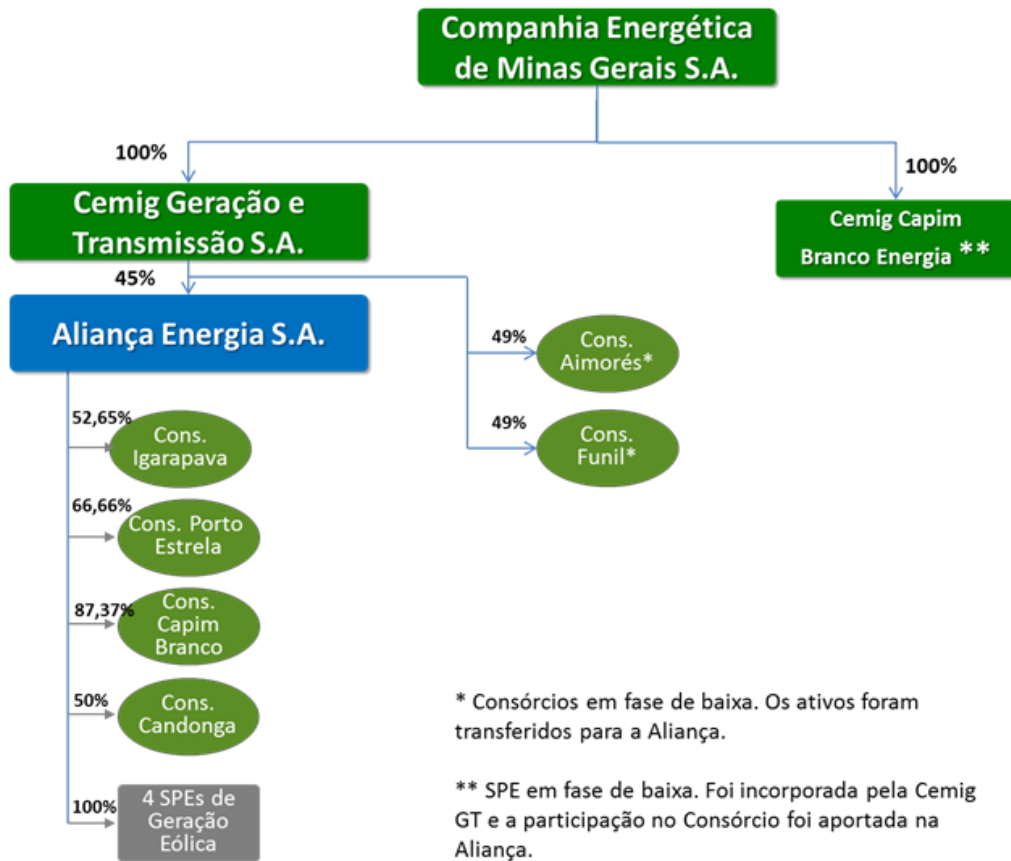 Companhia Energética
de Minas Gerais S.A.
100%
100%
Cemig Geração e
Transmissão S.A.
Cemig Capim
Branco Energia **
45%
Aliança Energia S.A.
49%
Cons.
Aimorés*
49%
Cons.
Funil*
52,65%
Cons.
Igarapava
66,66%
Cons. Porto
Estrela
87,37%
Cons.
Capim
Branco
50%
Cons.
Candonga
100%
4 SPEs de
Geração
Eólica
* Consórcios em fase de baixa. Os ativos foram
transferidos para a Aliança.
** SPE em fase de baixa. Foi incorporada pela Cemig
GT e a participação no Consórcio foi aportada na
Aliança.